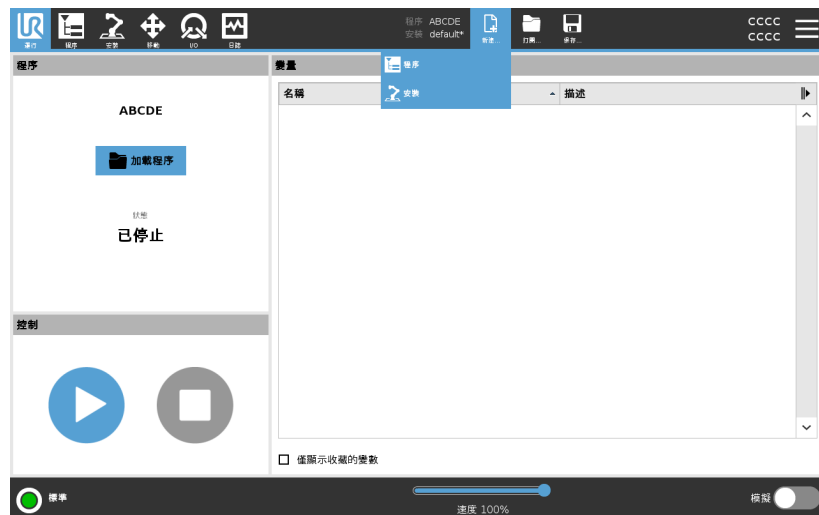 程序 ABCDE
安裝 default*
CCCC
CCCC
運行
程序
安裝
移動
I/O
日誌
新建...
打開...
保存...
程序
安裝
程序
變量
ABCDE
加載程序
狀態
已停止
名稱
描述
控制
僅顯示收藏的變數
標準
速度 100%
模擬